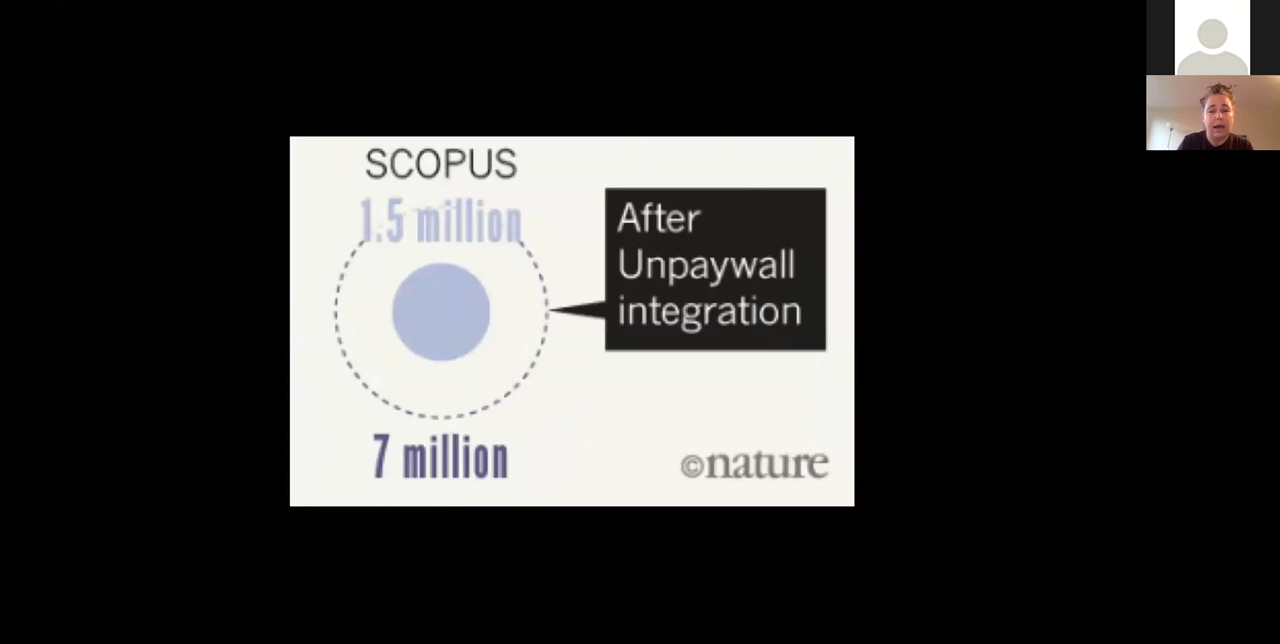 SCOPUS
1.5 million
After
Unpaywall
integration
7 million
©nature